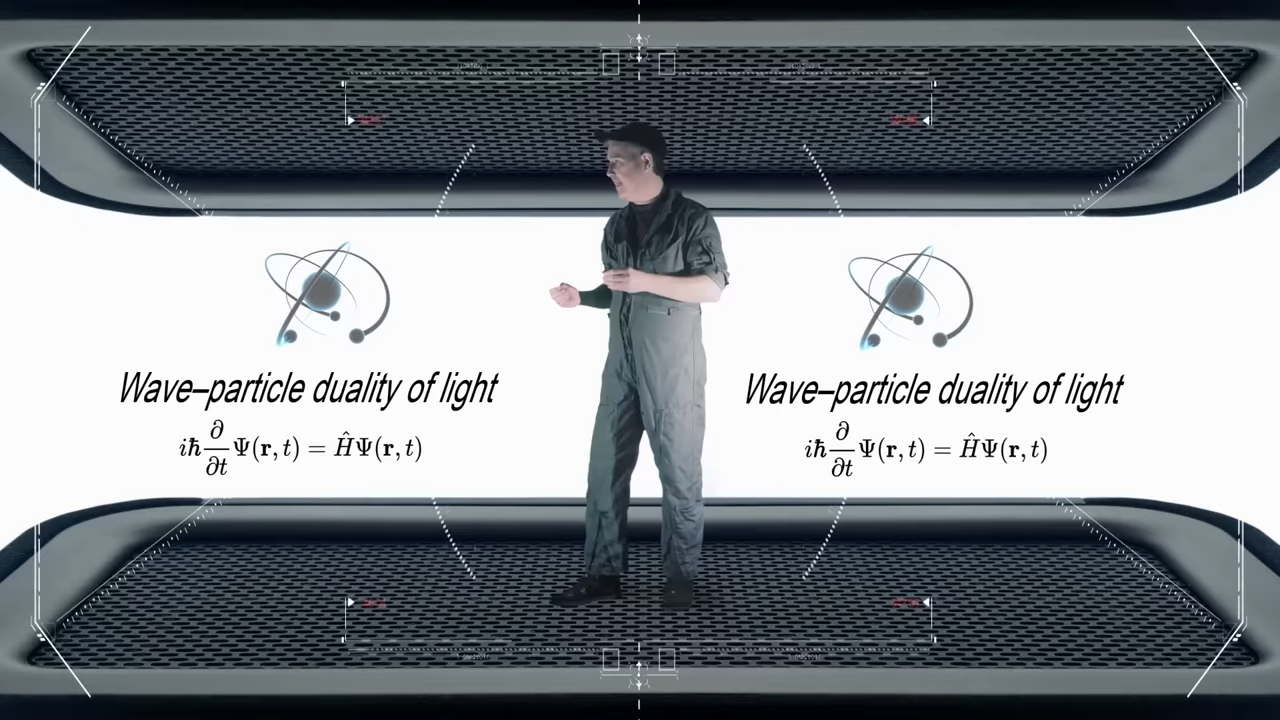 Wave–particle duality of light
iħ ∂/∂t Ψ(r, t) = ĤΨ(r, t)
Wave–particle duality of light
iħ ∂/∂t Ψ(r, t) = ĤΨ(r, t)